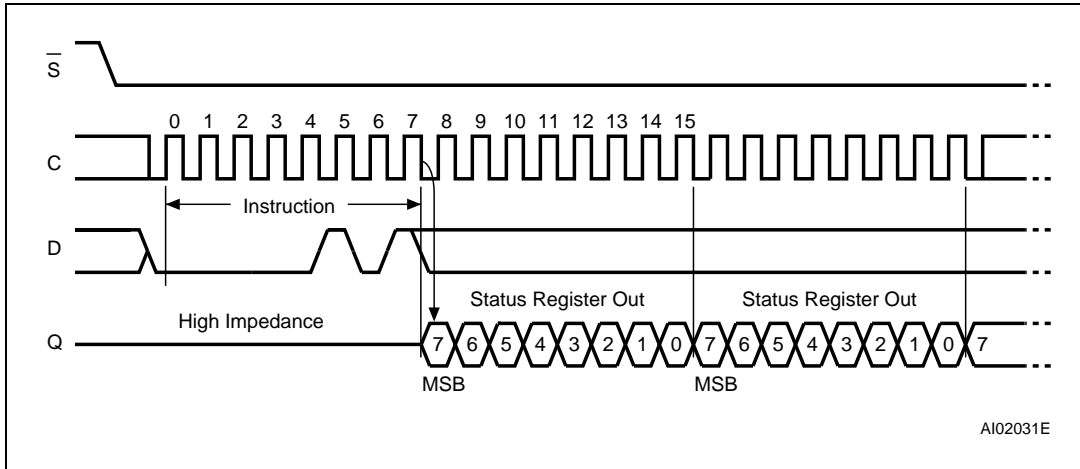 S
0 1 2 3 4 5 6 7 8 9 10 11 12 13 14 15
C
Instruction
D
Status Register Out Status Register Out
High Impedance
Q 7 6 5 4 3 2 1 0 7 6 5 4 3 2 1 0 7
MSB MSB
AI02031E